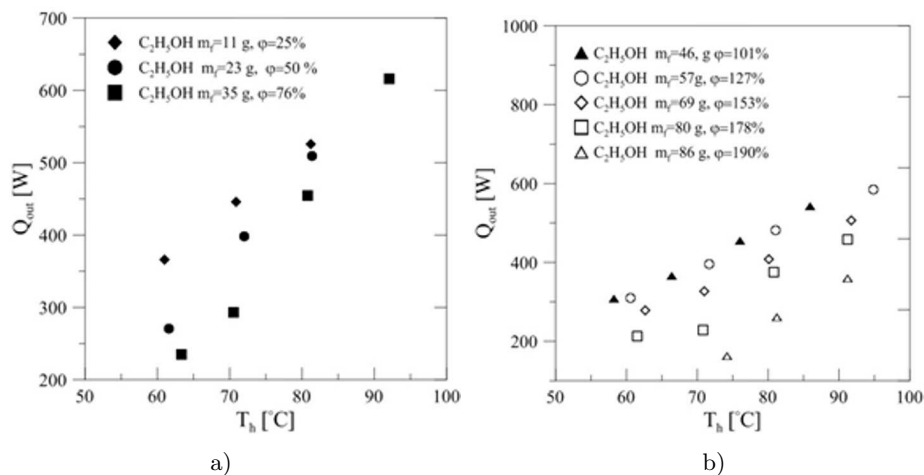 a)
700
600
500
400
300
200
Q_out [W]
50 60 70 80 90 100
T_h [°C]
C₂H₅OH m_f=11 g, φ=25%
C₂H₅OH m_f=23 g, φ=50 %
C₂H₅OH m_f=35 g, φ=76%
a)
b)
1000
800
600
400
200
Q_out [W]
50 60 70 80 90 100
T_h [°C]
C₂H₅OH m_f=46, g φ=101%
C₂H₅OH m_f=57g, φ=127%
C₂H₅OH m_f=69 g, φ=153%
C₂H₅OH m_f=80 g, φ=178%
C₂H₅OH m_f=86 g, φ=190%
b)